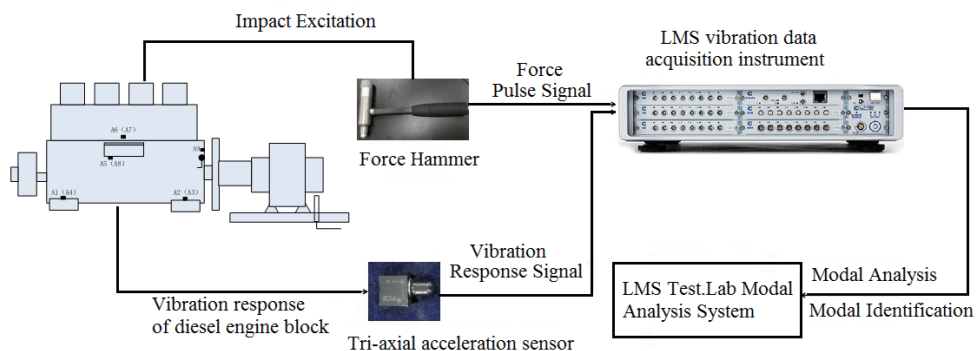 Impact Excitation
LMS vibration data
acquisition instrument
Force
Pulse Signal
Force Hammer
A6 (A7)
A5 (A8)
A9
A1 (A4)
A2 (A3)
Vibration
Response Signal
Vibration response
of diesel engine block
Tri-axial acceleration sensor
LMS Test.Lab Modal
Analysis System
Modal Analysis
Modal Identification